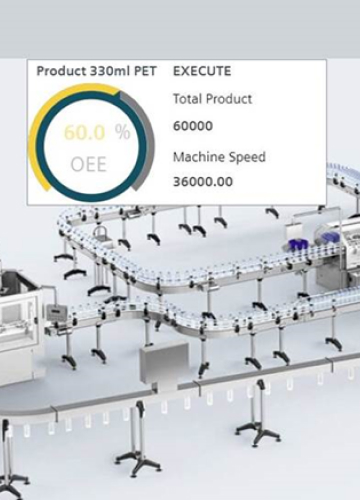 Product 330ml PET
60.0 %
OEE
EXECUTE
Total Product
60000
Machine Speed
36000.00